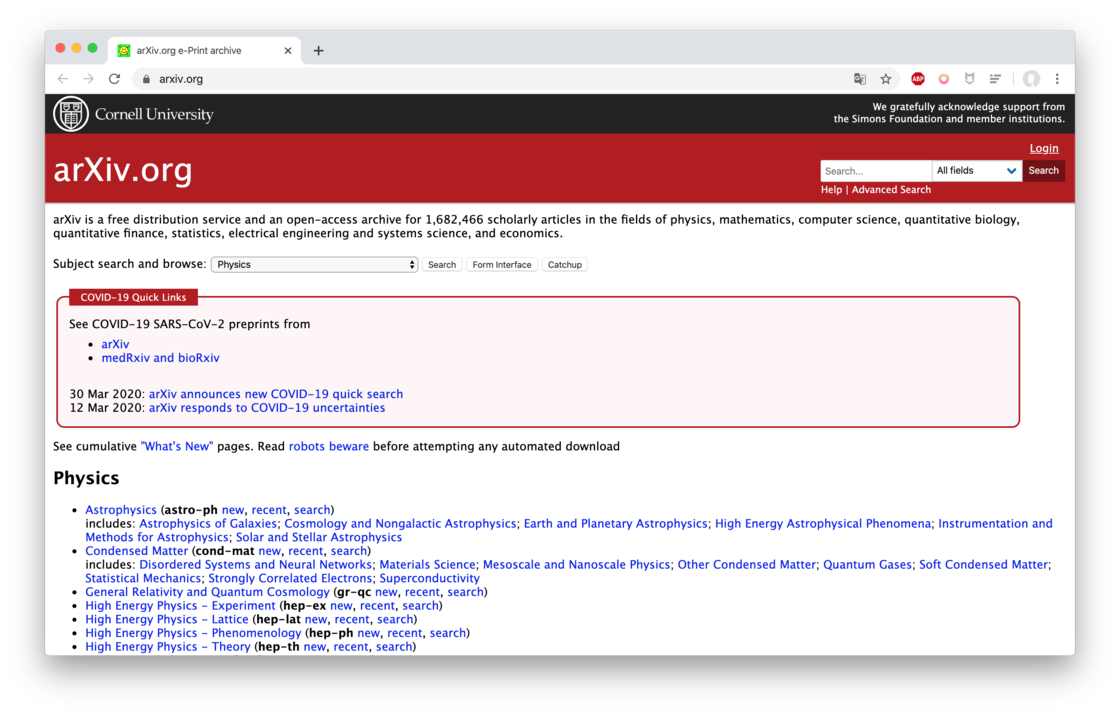 arXiv.org e-Print archive
arxiv.org
ABP
Cornell University
We gratefully acknowledge support from
the Simons Foundation and member institutions.
Login
arXiv.org
Search... All fields Search
Help | Advanced Search
arXiv is a free distribution service and an open-access archive for 1,682,466 scholarly articles in the fields of physics, mathematics, computer science, quantitative biology,
quantitative finance, statistics, electrical engineering and systems science, and economics.
Subject search and browse: Physics Search Form Interface Catchup
COVID-19 Quick Links
See COVID-19 SARS-CoV-2 preprints from
• arXiv
• medRxiv and bioRxiv
30 Mar 2020: arXiv announces new COVID-19 quick search
12 Mar 2020: arXiv responds to COVID-19 uncertainties
See cumulative "What's New" pages. Read robots beware before attempting any automated download
Physics
• Astrophysics (astro-ph new, recent, search)
includes: Astrophysics of Galaxies; Cosmology and Nongalactic Astrophysics; Earth and Planetary Astrophysics; High Energy Astrophysical Phenomena; Instrumentation and
Methods for Astrophysics; Solar and Stellar Astrophysics
• Condensed Matter (cond-mat new, recent, search)
includes: Disordered Systems and Neural Networks; Materials Science; Mesoscale and Nanoscale Physics; Other Condensed Matter; Quantum Gases; Soft Condensed Matter;
Statistical Mechanics; Strongly Correlated Electrons; Superconductivity
• General Relativity and Quantum Cosmology (gr-qc new, recent, search)
• High Energy Physics - Experiment (hep-ex new, recent, search)
• High Energy Physics - Lattice (hep-lat new, recent, search)
• High Energy Physics - Phenomenology (hep-ph new, recent, search)
• High Energy Physics - Theory (hep-th new, recent, search)